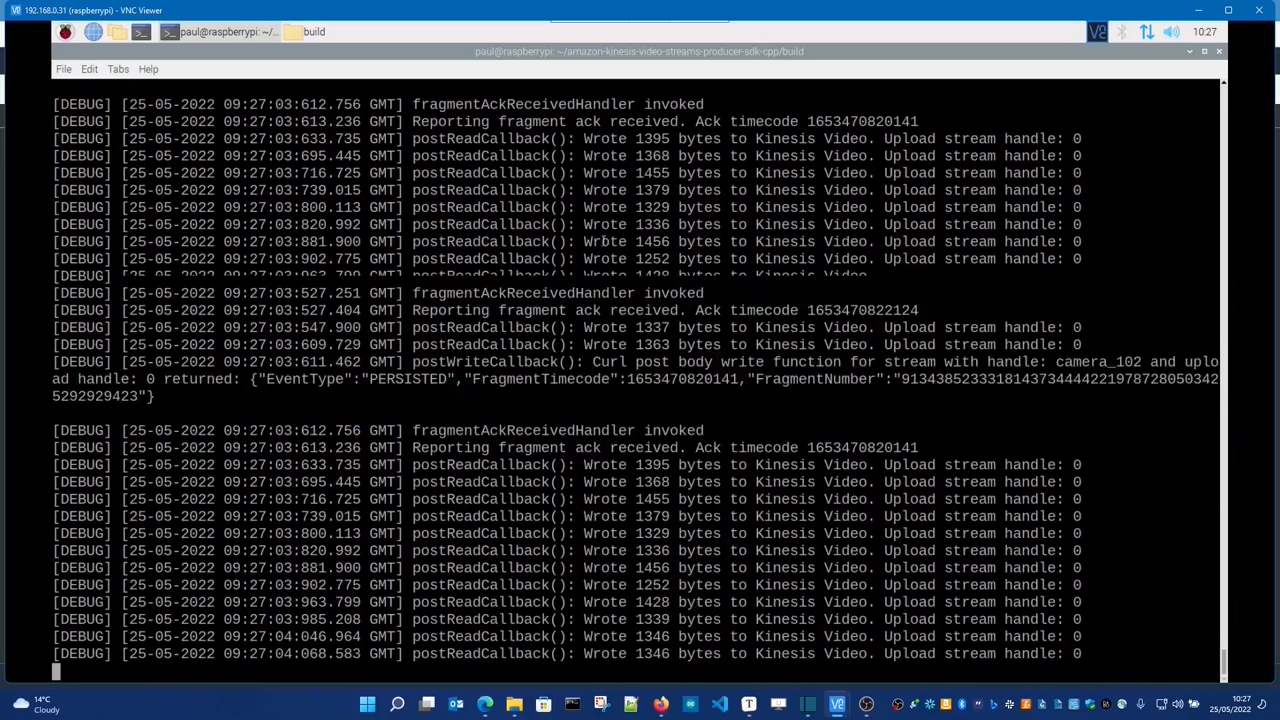 192.168.0.31 (raspberrypi) - VNC Viewer
paul@raspberrypi: ~/...
build
10:27
paul@raspberrypi: ~/amazon-kinesis-video-streams-producer-sdk-cpp/build
File Edit Tabs Help
[DEBUG] [25-05-2022 09:27:03:612.756 GMT] fragmentAckReceivedHandler invoked
[DEBUG] [25-05-2022 09:27:03:613.236 GMT] Reporting fragment ack received. Ack timecode 1653470820141
[DEBUG] [25-05-2022 09:27:03:633.735 GMT] postReadCallback(): Wrote 1395 bytes to Kinesis Video. Upload stream handle: 0
[DEBUG] [25-05-2022 09:27:03:695.445 GMT] postReadCallback(): Wrote 1368 bytes to Kinesis Video. Upload stream handle: 0
[DEBUG] [25-05-2022 09:27:03:716.725 GMT] postReadCallback(): Wrote 1455 bytes to Kinesis Video. Upload stream handle: 0
[DEBUG] [25-05-2022 09:27:03:739.015 GMT] postReadCallback(): Wrote 1379 bytes to Kinesis Video. Upload stream handle: 0
[DEBUG] [25-05-2022 09:27:03:800.113 GMT] postReadCallback(): Wrote 1329 bytes to Kinesis Video. Upload stream handle: 0
[DEBUG] [25-05-2022 09:27:03:820.992 GMT] postReadCallback(): Wrote 1336 bytes to Kinesis Video. Upload stream handle: 0
[DEBUG] [25-05-2022 09:27:03:881.900 GMT] postReadCallback(): Wrote 1456 bytes to Kinesis Video. Upload stream handle: 0
[DEBUG] [25-05-2022 09:27:03:902.775 GMT] postReadCallback(): Wrote 1252 bytes to Kinesis Video. Upload stream handle: 0
[DEBUG] [25-05-2022 09:27:03:963.799 GMT] postReadCallback(): Wrote 1428 bytes to Kinesis Video.
[DEBUG] [25-05-2022 09:27:03:527.251 GMT] fragmentAckReceivedHandler invoked
[DEBUG] [25-05-2022 09:27:03:527.404 GMT] Reporting fragment ack received. Ack timecode 1653470822124
[DEBUG] [25-05-2022 09:27:03:547.900 GMT] postReadCallback(): Wrote 1337 bytes to Kinesis Video. Upload stream handle: 0
[DEBUG] [25-05-2022 09:27:03:609.729 GMT] postReadCallback(): Wrote 1363 bytes to Kinesis Video. Upload stream handle: 0
[DEBUG] [25-05-2022 09:27:03:611.462 GMT] postWriteCallback(): Curl post body write function for stream with handle: camera_102 and uplo
ad handle: 0 returned: {"EventType":"PERSISTED","FragmentTimecode":1653470820141,"FragmentNumber":"9134385233318143734444221978728050342
5292929423"}
[DEBUG] [25-05-2022 09:27:03:612.756 GMT] fragmentAckReceivedHandler invoked
[DEBUG] [25-05-2022 09:27:03:613.236 GMT] Reporting fragment ack received. Ack timecode 1653470820141
[DEBUG] [25-05-2022 09:27:03:633.735 GMT] postReadCallback(): Wrote 1395 bytes to Kinesis Video. Upload stream handle: 0
[DEBUG] [25-05-2022 09:27:03:695.445 GMT] postReadCallback(): Wrote 1368 bytes to Kinesis Video. Upload stream handle: 0
[DEBUG] [25-05-2022 09:27:03:716.725 GMT] postReadCallback(): Wrote 1455 bytes to Kinesis Video. Upload stream handle: 0
[DEBUG] [25-05-2022 09:27:03:739.015 GMT] postReadCallback(): Wrote 1379 bytes to Kinesis Video. Upload stream handle: 0
[DEBUG] [25-05-2022 09:27:03:800.113 GMT] postReadCallback(): Wrote 1329 bytes to Kinesis Video. Upload stream handle: 0
[DEBUG] [25-05-2022 09:27:03:820.992 GMT] postReadCallback(): Wrote 1336 bytes to Kinesis Video. Upload stream handle: 0
[DEBUG] [25-05-2022 09:27:03:881.900 GMT] postReadCallback(): Wrote 1456 bytes to Kinesis Video. Upload stream handle: 0
[DEBUG] [25-05-2022 09:27:03:902.775 GMT] postReadCallback(): Wrote 1252 bytes to Kinesis Video. Upload stream handle: 0
[DEBUG] [25-05-2022 09:27:03:963.799 GMT] postReadCallback(): Wrote 1428 bytes to Kinesis Video. Upload stream handle: 0
[DEBUG] [25-05-2022 09:27:03:985.208 GMT] postReadCallback(): Wrote 1339 bytes to Kinesis Video. Upload stream handle: 0
[DEBUG] [25-05-2022 09:27:04:046.964 GMT] postReadCallback(): Wrote 1346 bytes to Kinesis Video. Upload stream handle: 0
[DEBUG] [25-05-2022 09:27:04:068.583 GMT] postReadCallback(): Wrote 1346 bytes to Kinesis Video. Upload stream handle: 0
14°C
Cloudy
10:27
25/05/2022